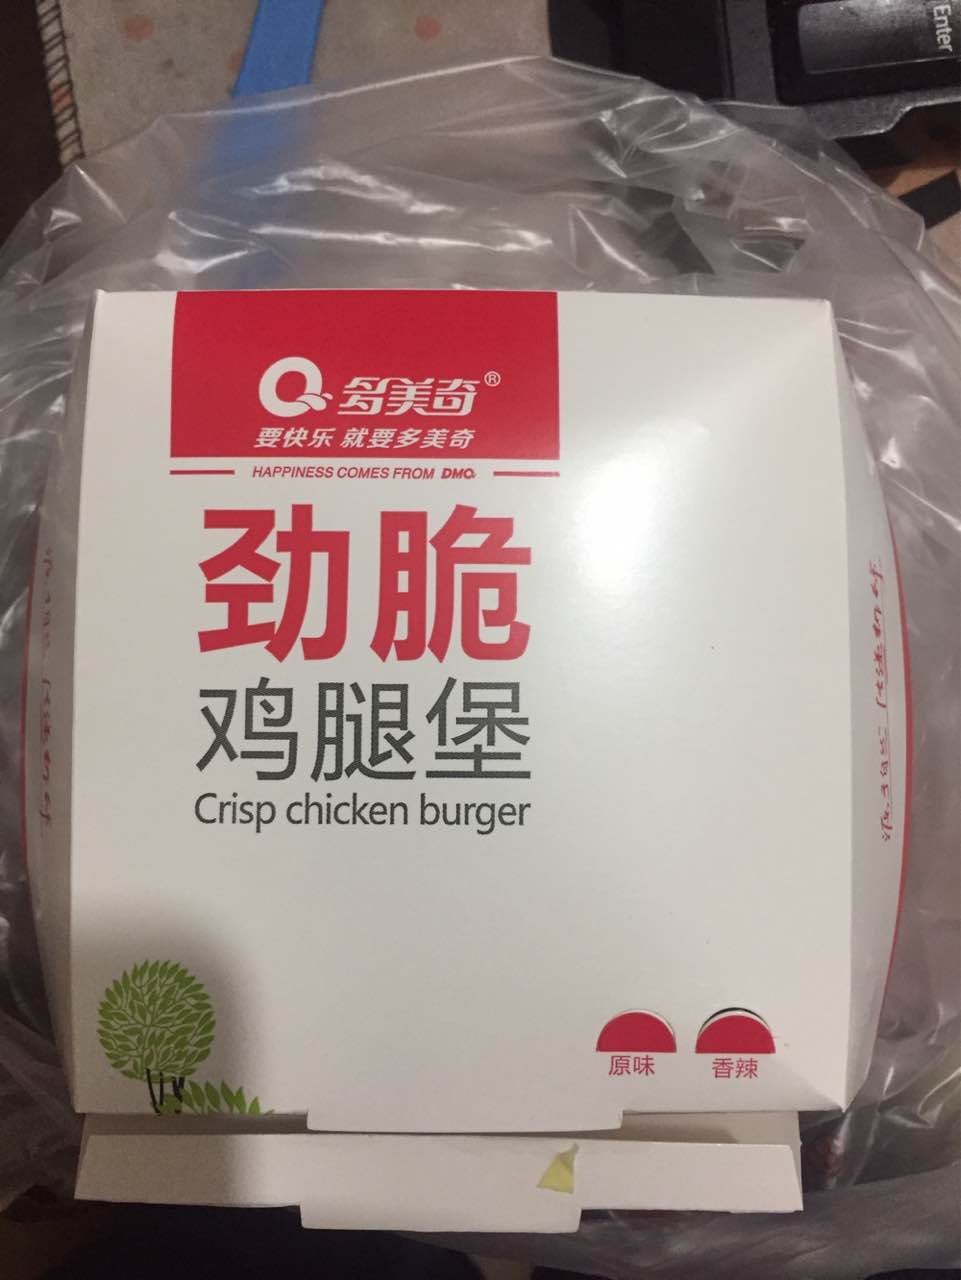 Enter
多美奇®
要快乐 就要多美奇
HAPPINESS COMES FROM DMQ
劲脆
鸡腿堡
Crisp chicken burger
原味 香辣